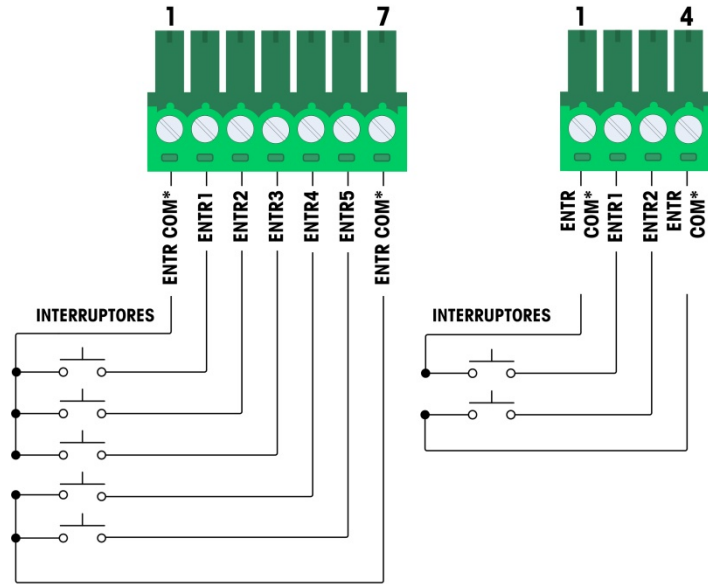 1 7
ENTR COM*
ENTR1
ENTR2
ENTR3
ENTR4
ENTR5
ENTR COM*
INTERRUPTORES
1 4
ENTR
COM*
ENTR1
ENTR2
ENTR
COM*
INTERRUPTORES